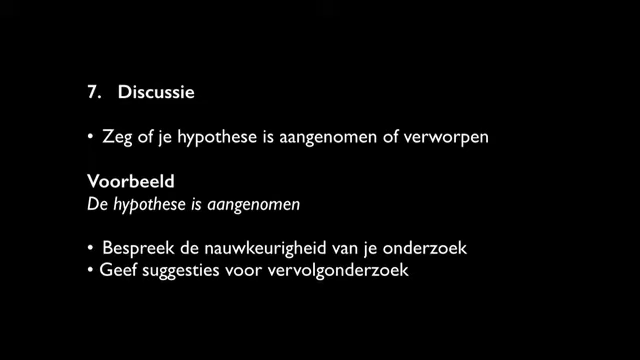 7. Discussie
• Zeg of je hypothese is aangenomen of verworpen
Voorbeeld
De hypothese is aangenomen
• Bespreek de nauwkeurigheid van je onderzoek
• Geef suggesties voor vervolgonderzoek